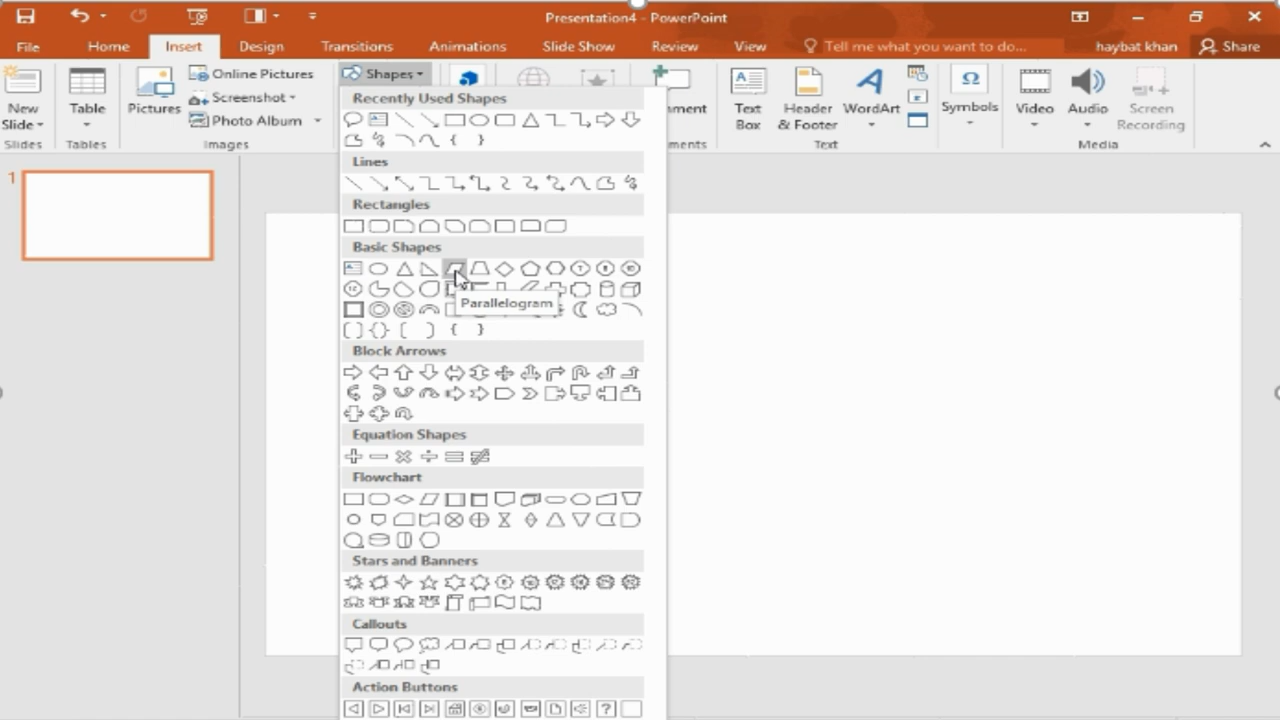 Presentation4 - PowerPoint
File Home Insert Design Transitions Animations Slide Show Review View Tell me what you want to do... haybat khan Share
New Slide
Table
Pictures
Online Pictures
Screenshot
Photo Album
Shapes
Text Box
Header & Footer
WordArt
Symbols
Video
Audio
Screen Recording
Slides Tables Images Text Media
1
Recently Used Shapes
Lines
Rectangles
Basic Shapes
Parallelogram
Block Arrows
Equation Shapes
Flowchart
Stars and Banners
Callouts
Action Buttons